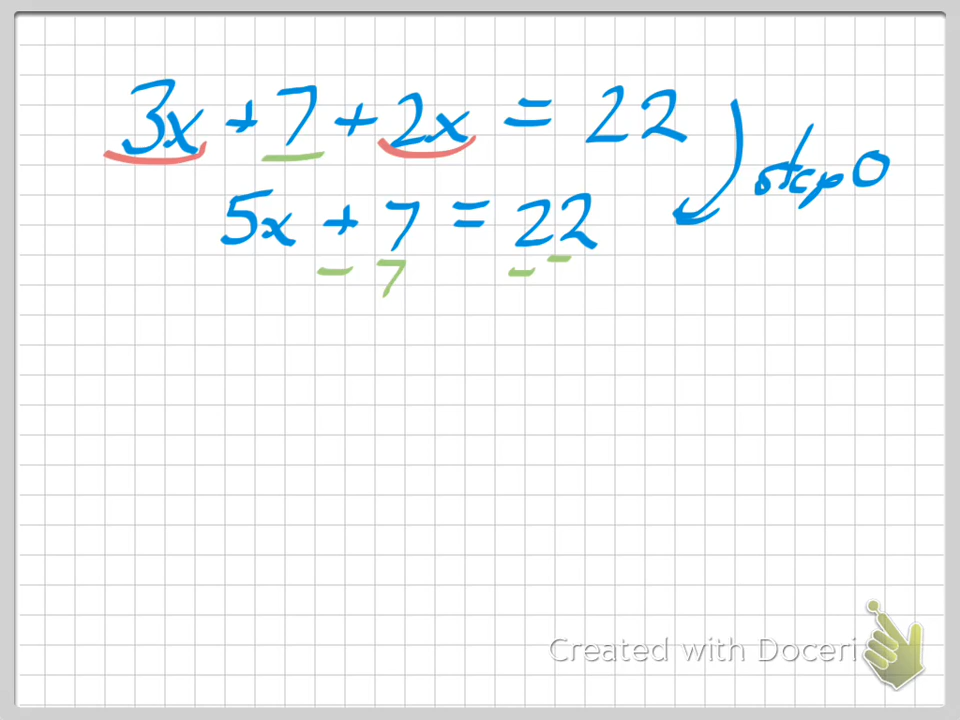 3x + 7 + 2x = 22
step 0
5x + 7 = 22
- 7 - -
Created with Doceri